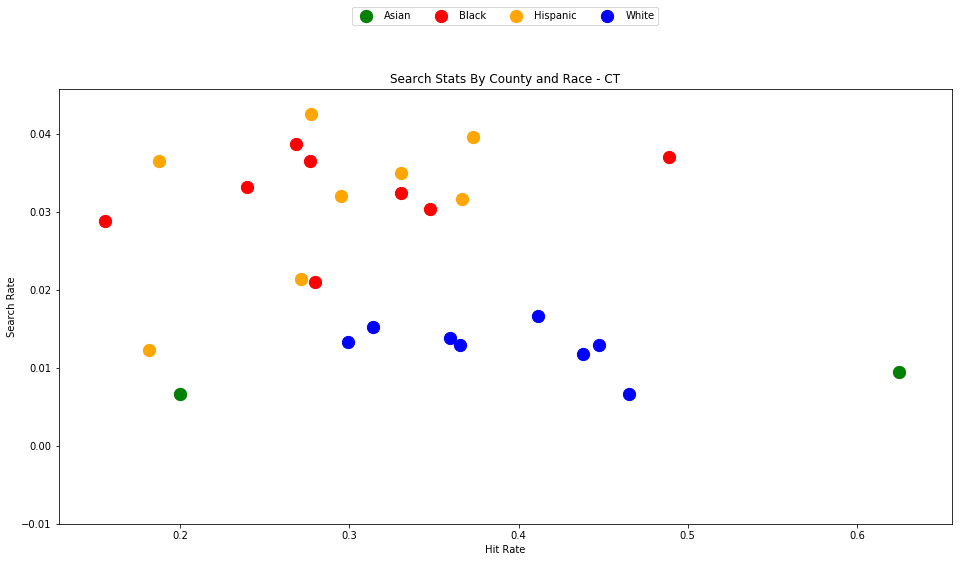 Asian Black Hispanic White
Search Stats By County and Race - CT
Search Rate
0.04
0.03
0.02
0.01
0.00
−0.01
0.2 0.3 0.4 0.5 0.6
Hit Rate